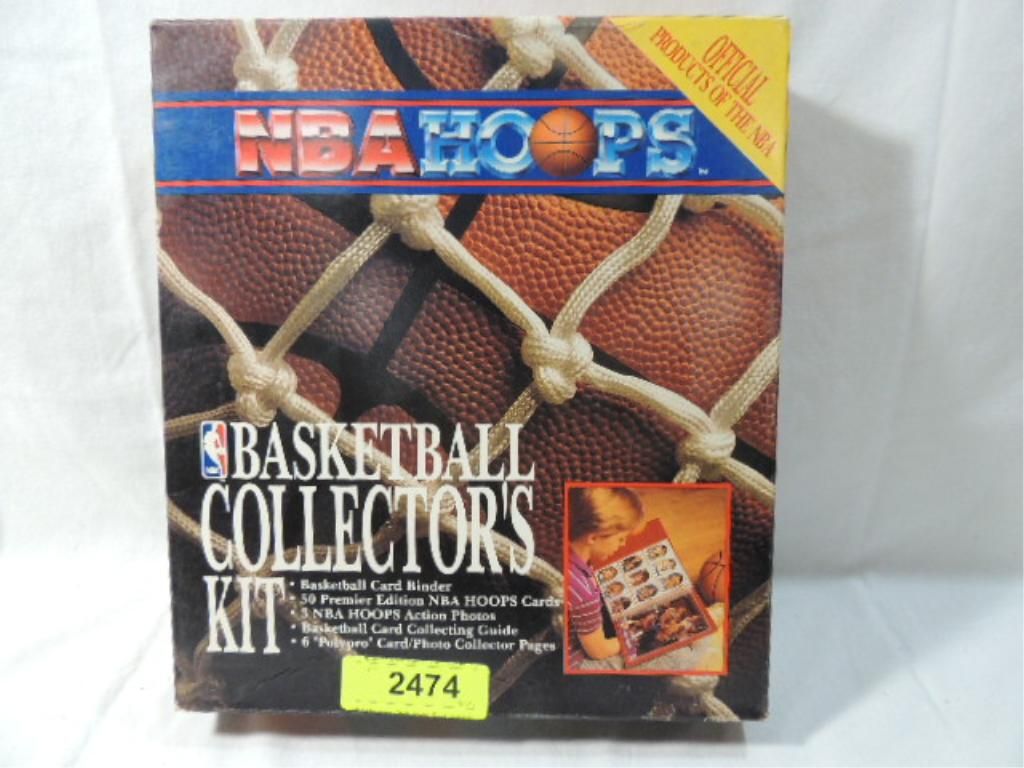 OFFICIAL
PRODUCTS OF THE NBA
NBA HOOPS™
BASKETBALL
COLLECTOR'S
KIT
• Basketball Card Binder
• 50 Premier Edition NBA HOOPS Cards
• 3 NBA HOOPS Action Photos
• Basketball Card Collecting Guide
• 6 "Polypro" Card/Photo Collector Pages
2474